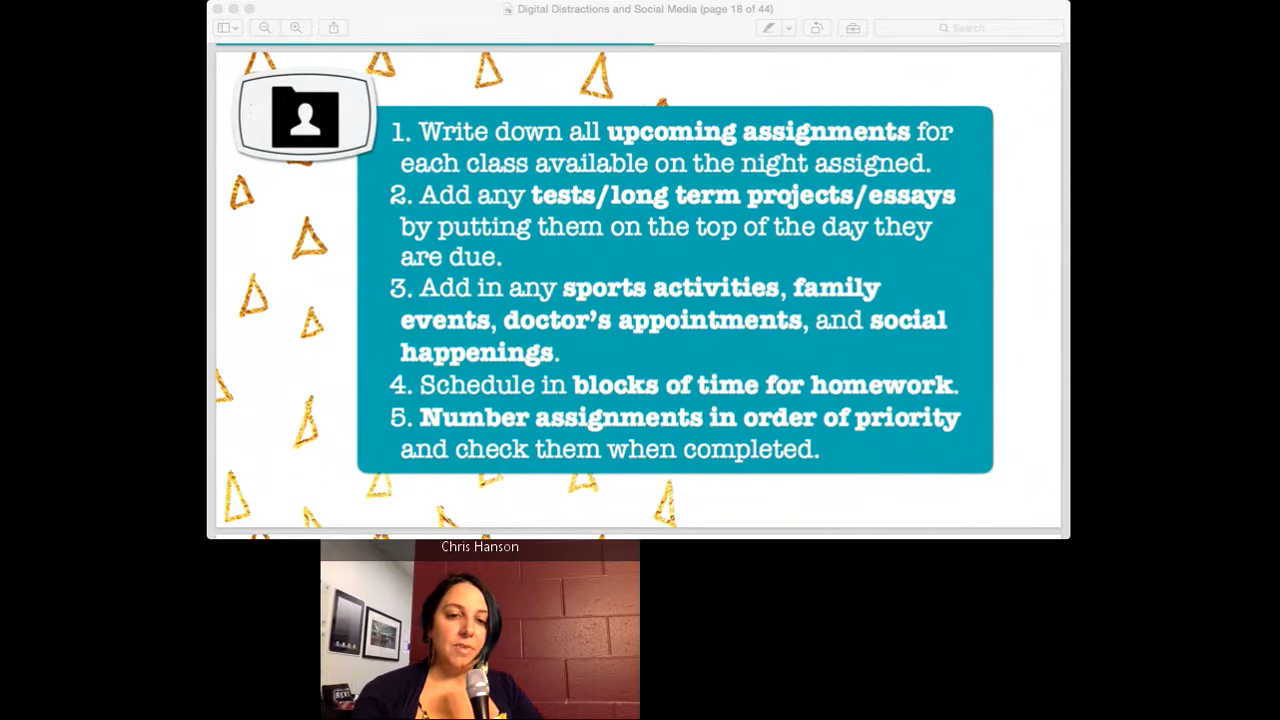 Digital Distractions and Social Media (page 18 of 44)
Search
1. Write down all upcoming assignments for
each class available on the night assigned.
2. Add any tests/long term projects/essays
by putting them on the top of the day they
are due.
3. Add in any sports activities, family
events, doctor's appointments, and social
happenings.
4. Schedule in blocks of time for homework.
5. Number assignments in order of priority
and check them when completed.
Chris Hanson